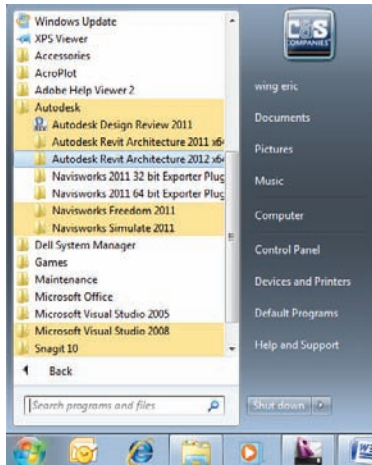 Windows Update
XPS Viewer
Accessories
AcroPlot
Adobe Help Viewer 2
Autodesk
Autodesk Design Review 2011
Autodesk Revit Architecture 2011 x6
Autodesk Revit Architecture 2012 x6
Navisworks 2011 32 bit Exporter Plug
Navisworks 2011 64 bit Exporter Plug
Navisworks Freedom 2011
Navisworks Simulate 2011
Dell System Manager
Games
Maintenance
Microsoft Office
Microsoft Visual Studio 2005
Microsoft Visual Studio 2008
Snagit 10
Back
Search programs and files
C&S
COMPANIES
wing eric
Documents
Pictures
Music
Computer
Control Panel
Devices and Printers
Default Programs
Help and Support
Shut down